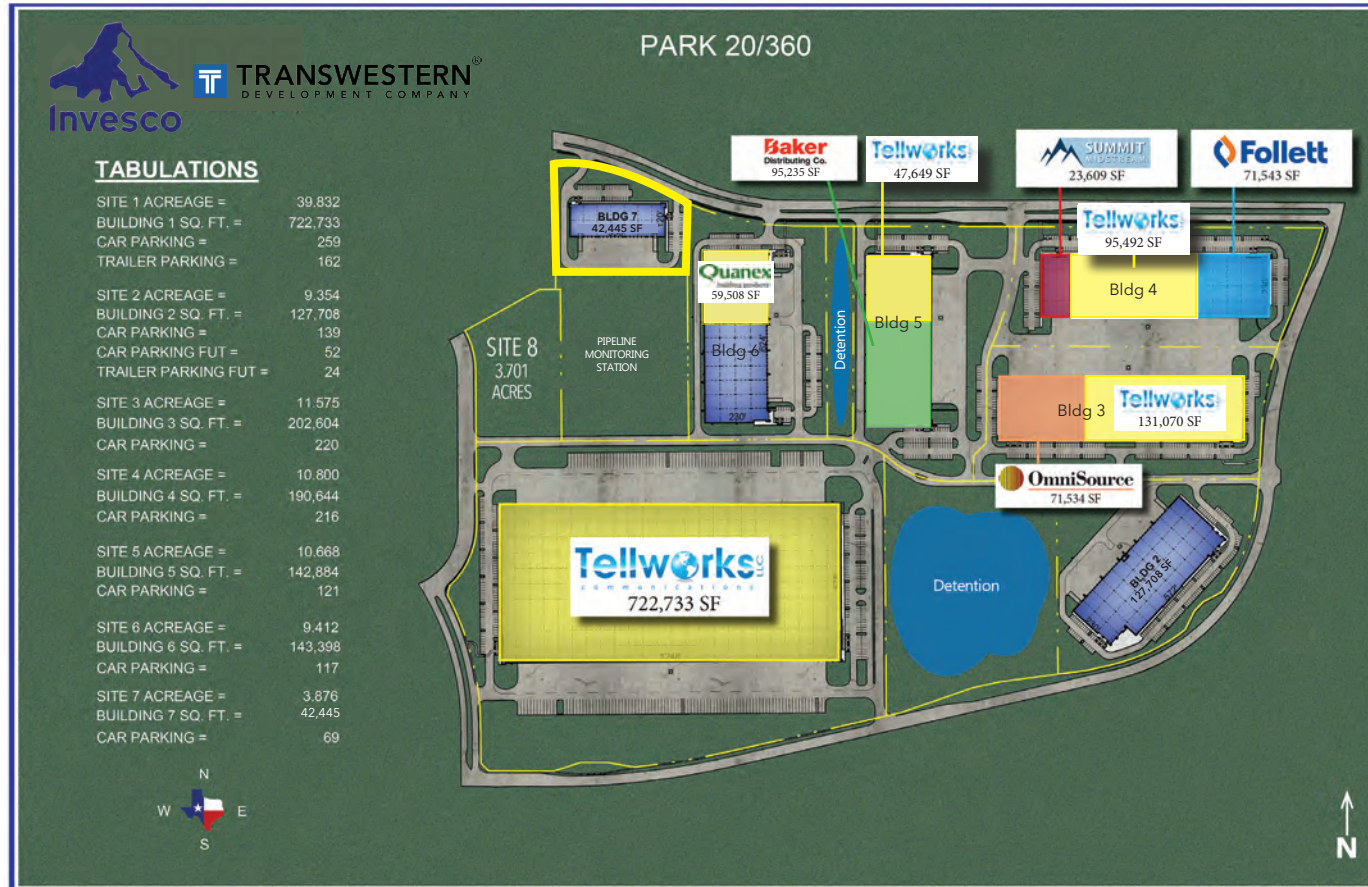 PARK 20/360
Invesco
TRANSWESTERN®
DEVELOPMENT COMPANY
TABULATIONS
SITE 1 ACREAGE = 39.832
BUILDING 1 SQ. FT. = 722,733
CAR PARKING = 259
TRAILER PARKING = 162
SITE 2 ACREAGE = 9.354
BUILDING 2 SQ. FT. = 127,708
CAR PARKING = 139
CAR PARKING FUT = 52
TRAILER PARKING FUT = 24
SITE 3 ACREAGE = 11.575
BUILDING 3 SQ. FT. = 202,604
CAR PARKING = 220
SITE 4 ACREAGE = 10.800
BUILDING 4 SQ. FT. = 190,644
CAR PARKING = 216
SITE 5 ACREAGE = 10.668
BUILDING 5 SQ. FT. = 142,884
CAR PARKING = 121
SITE 6 ACREAGE = 9.412
BUILDING 6 SQ. FT. = 143,398
CAR PARKING = 117
SITE 7 ACREAGE = 3.876
BUILDING 7 SQ. FT. = 42,445
CAR PARKING = 69
N
W E
S
Baker
Distributing Co.
95,235 SF
Tellworks
47,649 SF
SUMMIT
MIDSTREAM
23,609 SF
Follett
71,543 SF
Tellworks
95,492 SF
BLDG 7
42,445 SF
Quanex
building products
59,508 SF
Bldg 6
230'
Detention
Bldg 5
Bldg 4
Bldg 3
Tellworks
131,070 SF
OmniSource
71,534 SF
SITE 8
3.701
ACRES
PIPELINE
MONITORING
STATION
Tellworks LLC
communications
722,733 SF
Detention
BLDG 2
127,708 SF
N